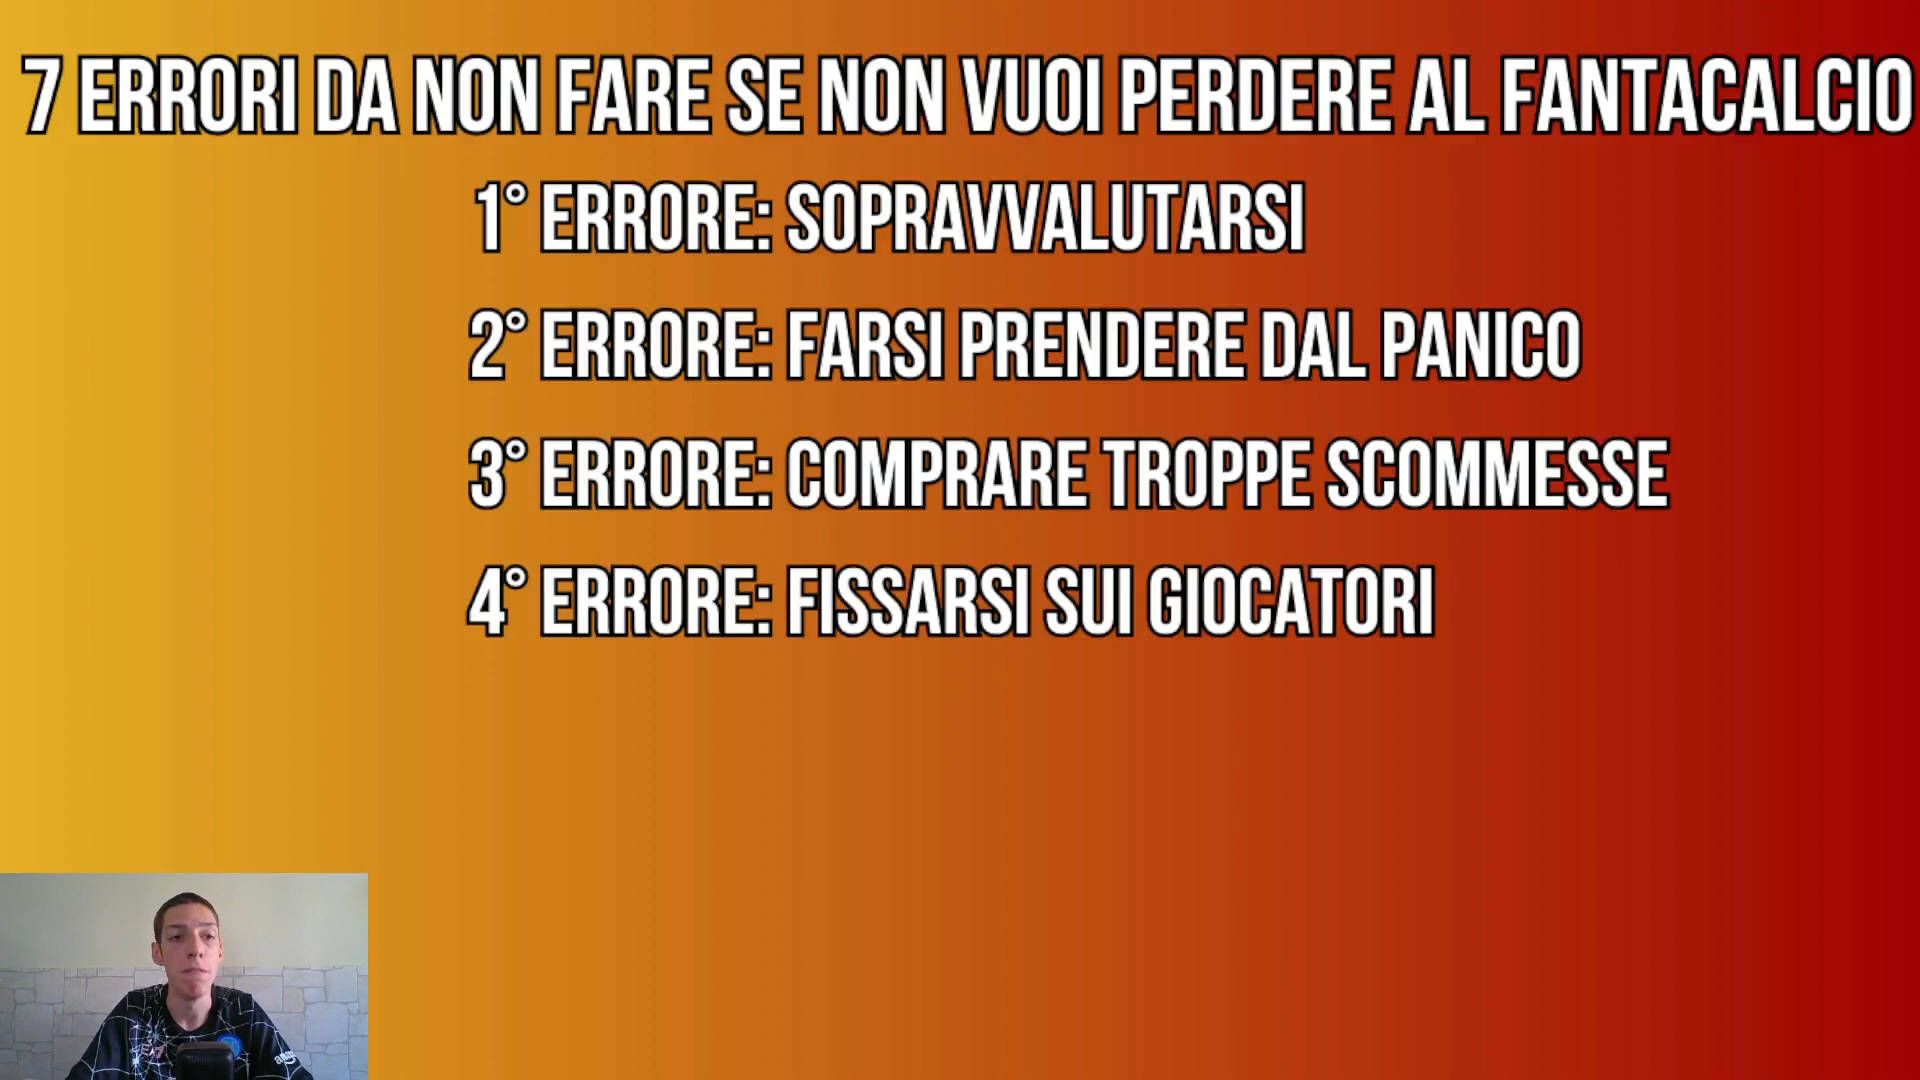 7 ERRORI DA NON FARE SE NON VUOI PERDERE AL FANTACALCIO
1° ERRORE: SOPRAVVALUTARSI
2° ERRORE: FARSI PRENDERE DAL PANICO
3° ERRORE: COMPRARE TROPPE SCOMMESSE
4° ERRORE: FISSARSI SUI GIOCATORI